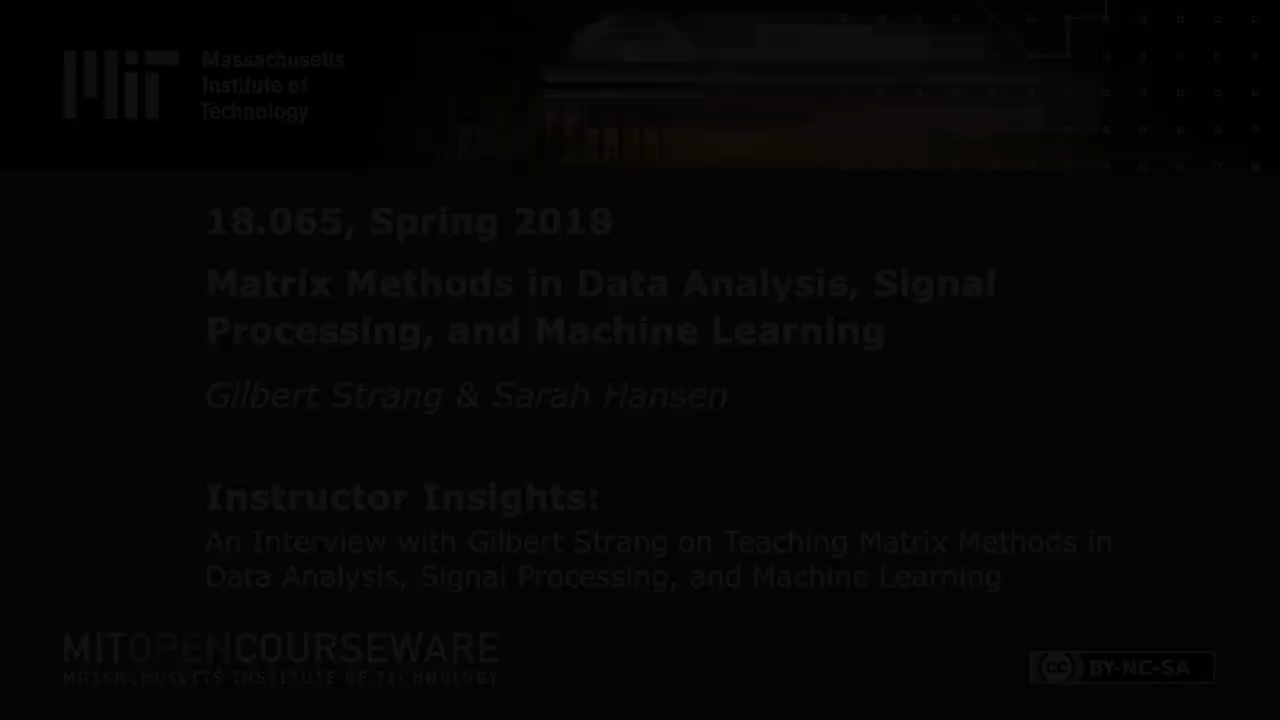 MIT
Massachusetts
Institute of
Technology
18.065, Spring 2018
Matrix Methods in Data Analysis, Signal
Processing, and Machine Learning
Gilbert Strang & Sarah Hansen
Instructor Insights:
An Interview with Gilbert Strang on Teaching Matrix Methods in
Data Analysis, Signal Processing, and Machine Learning
MITOPENCOURSEWARE
MASSACHUSETTS INSTITUTE OF TECHNOLOGY
cc BY-NC-SA